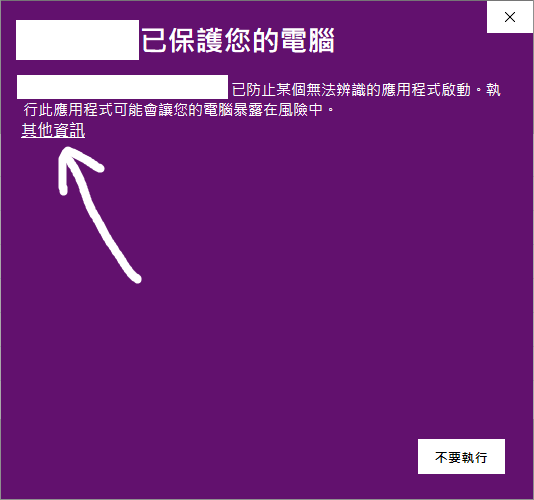 已保護您的電腦
已防止某個無法辨識的應用程式啟動。執
行此應用程式可能會讓您的電腦暴露在風險中。
其他資訊
不要執行